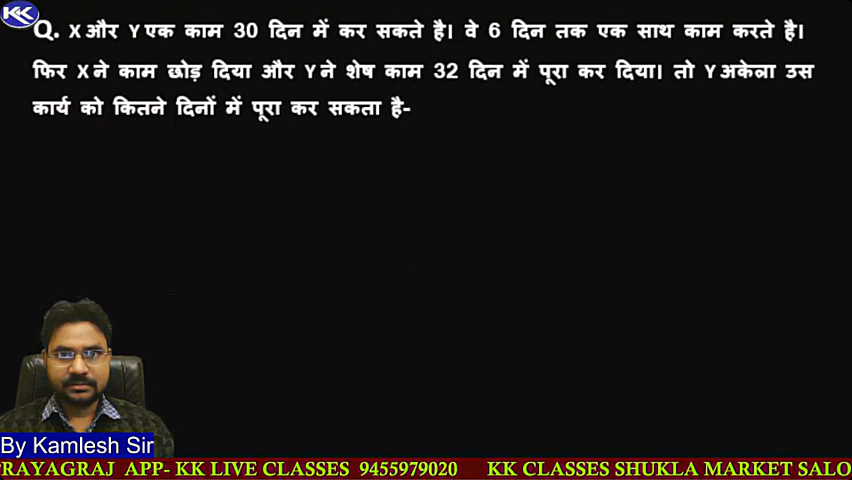 KK
Q. X और Y एक काम 30 दिन में कर सकते है। वे 6 दिन तक एक साथ काम करते है।
फिर X ने काम छोड़ दिया और Y ने शेष काम 32 दिन में पूरा कर दिया। तो Y अकेला उस
कार्य को कितने दिनों में पूरा कर सकता है-
By Kamlesh Sir
PRAYAGRAJ APP- KK LIVE CLASSES 9455979020 KK CLASSES SHUKLA MARKET SALO